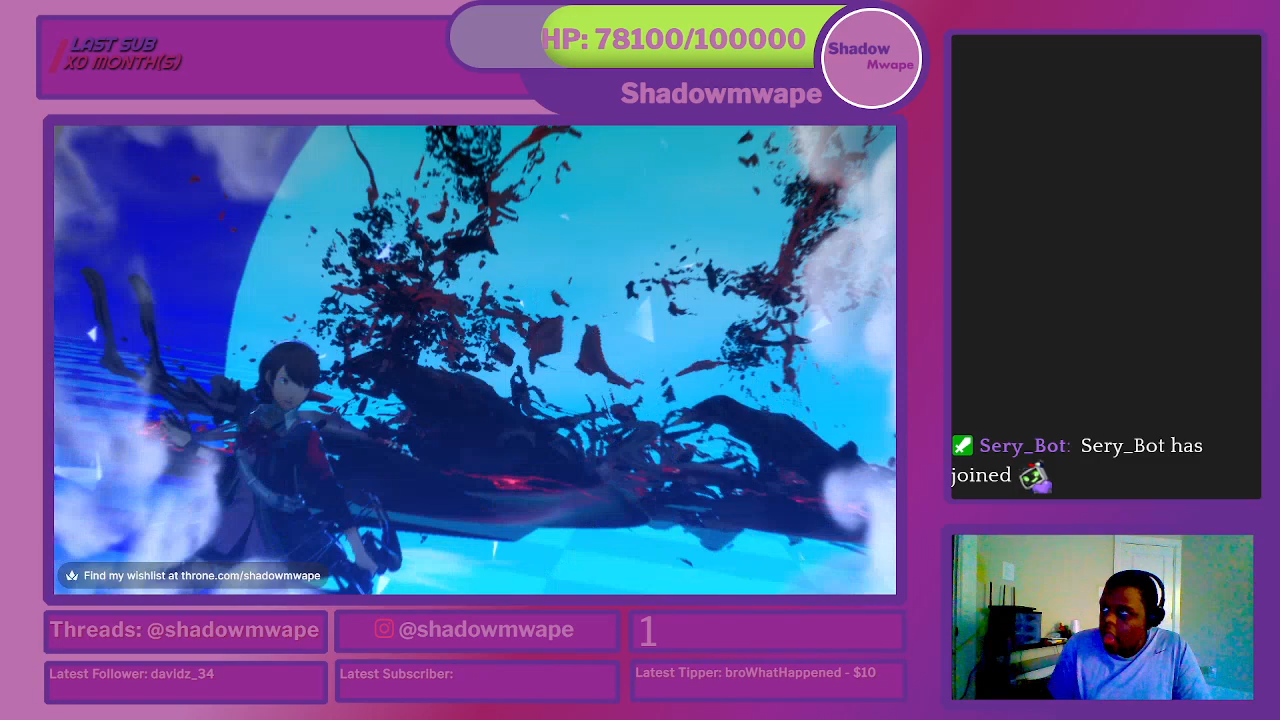 LAST SUB
X0 MONTH(S)
HP: 78100/100000
Shadow
Mwape
Shadowmwape
Sery_Bot: Sery_Bot has
joined
Find my wishlist at throne.com/shadowmwape
Threads: @shadowmwape
@shadowmwape
1
Latest Follower: davidz_34
Latest Subscriber:
Latest Tipper: broWhatHappened - $10